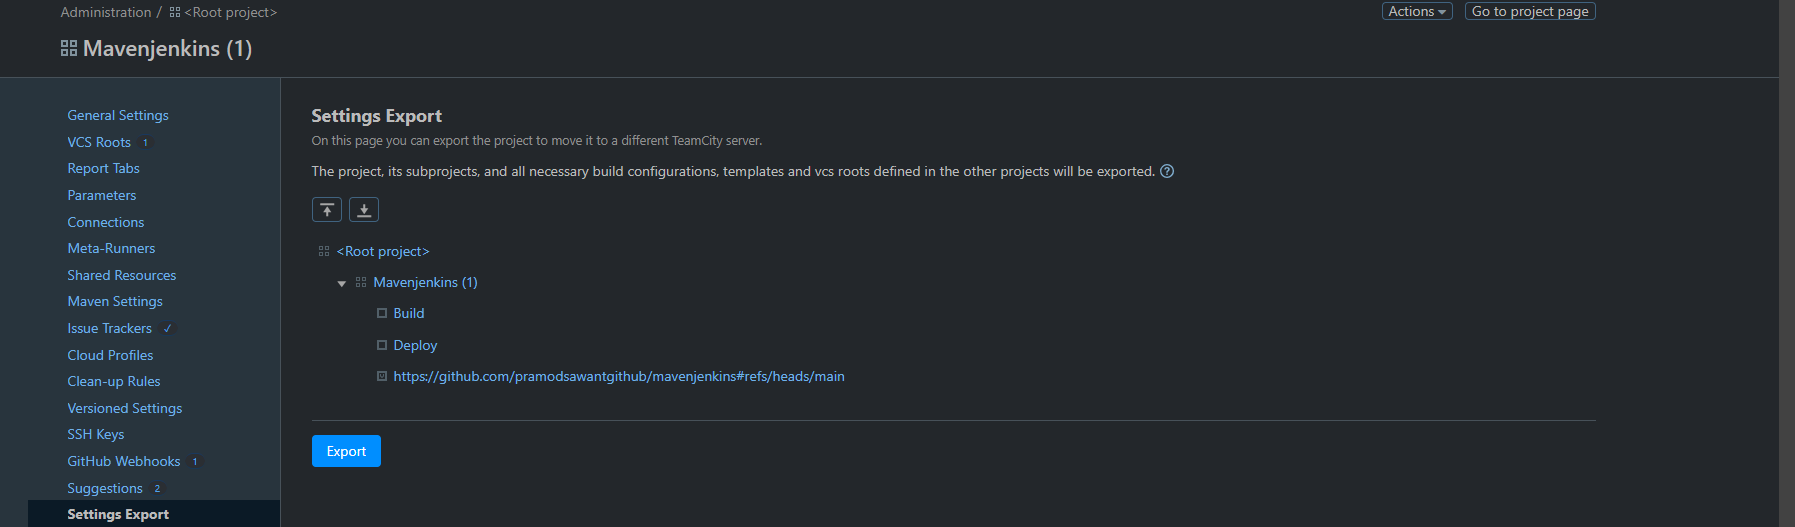 Administration / <Root project>
Actions
Go to project page
Mavenjenkins (1)
General Settings
VCS Roots 1
Report Tabs
Parameters
Connections
Meta-Runners
Shared Resources
Maven Settings
Issue Trackers ✓
Cloud Profiles
Clean-up Rules
Versioned Settings
SSH Keys
GitHub Webhooks 1
Suggestions 2
Settings Export
Settings Export
On this page you can export the project to move it to a different TeamCity server.
The project, its subprojects, and all necessary build configurations, templates and vcs roots defined in the other projects will be exported. ?
<Root project>
Mavenjenkins (1)
Build
Deploy
https://github.com/pramodsawantgithub/mavenjenkins#refs/heads/main
Export